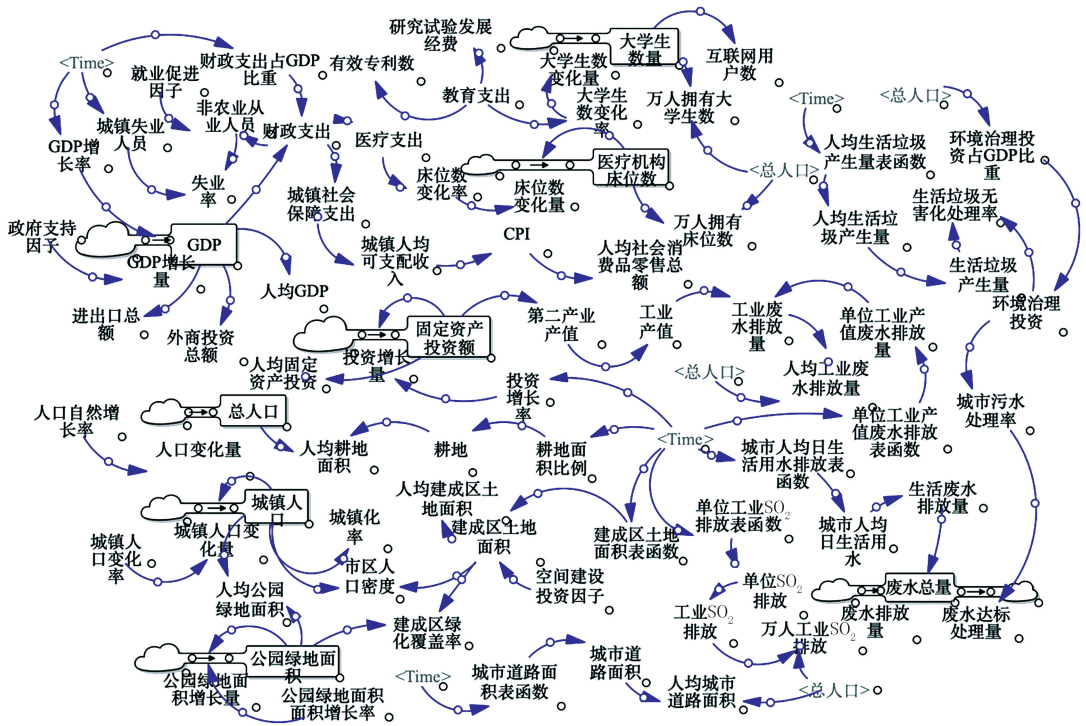 研究试验发展
经费
大学生
数量
互联网用
户数
<Time>
财政支出占GDP
比重
有效专利数
大学生数
变化量
就业促进
因子
教育支出
大学生
数变化
率
万人拥有大
学生数
<Time>
<总人口>
非农业从
业人员
城镇失业
人员
财政支出
医疗支出
GDP增
长率
人均生活垃圾
产生量表函数
环境治理投
资占GDP比
重
床位数
变化率
医疗机构
床位数
<总人口>
床位数
变化量
失业
率
城镇社会
保障支出
生活垃圾无
害化处理率
万人拥有
床位数
人均生活垃
圾产生量
政府支持
因子
GDP
GDP增长
量
城镇人均
可支配收
入
CPI
人均社会消
费品零售总
额
生活垃圾
产生量
人均GDP
环境治理
投资
进出口总
额
外商投资
总额
固定资产
投资额
第二产业
产值
工业
产值
工业废
水排放
量
单位工业产
值废水排放
量
投资增长
量
人均固定
资产投资
<总人口>
人均工业废
水排放量
投资
增长
率
人口自然增
长率
总人口
人口变化量
城市污水
处理率
单位工业产
值废水排放
表函数
人均耕地
面积
耕地
耕地面
积比例
<Time>
城市人均日生
活用水排放表
函数
人均建成区土
地面积
生活废水
排放量
城镇人
口
城镇人口变
化量
城镇化
率
建成区土地
面积
建成区土地
面积表函数
单位工业SO2
排放表函数
城市人均
日生活用
水
城镇人
口变化
率
市区人
口密度
空间建设
投资因子
单位SO2
排放
废水总量
人均公园
绿地面积
废水排放
量
废水达标
处理量
建成区绿
化覆盖率
工业SO2
排放
万人工业SO2
排放
公园绿地面
积
公园绿地面
积增长量
公园绿地面积
面积增长率
<Time>
城市道路面
积表函数
城市道
路面积
人均城市
道路面积
<总人口>